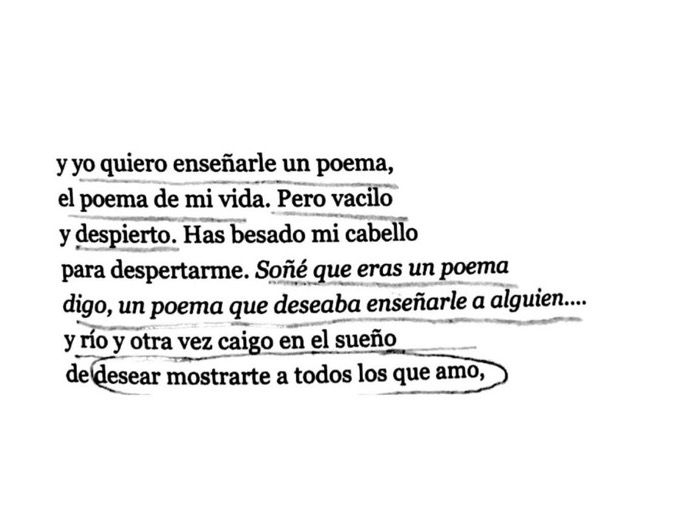 y yo quiero enseñarle un poema,
el poema de mi vida. Pero vacilo
y despierto. Has besado mi cabello
para despertarme. Soñé que eras un poema
digo, un poema que deseaba enseñarle a alguien....
y río y otra vez caigo en el sueño
de desear mostrarte a todos los que amo,